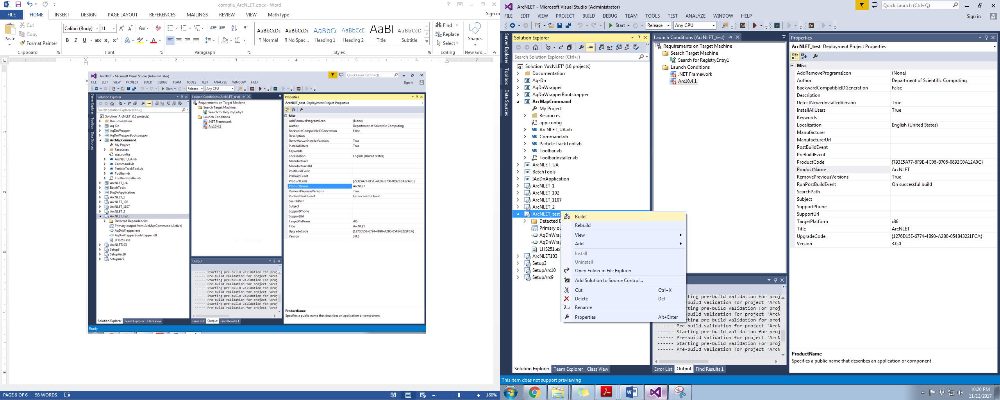 compile_ArcNLET.docx - Word
FILE HOME INSERT DESIGN PAGE LAYOUT REFERENCES MAILINGS REVIEW VIEW MathType Sign in
Paste
Cut
Copy
Format Painter
Clipboard
Calibri (Body) 11
Font
Paragraph
AaBbCcDc AaBbCcDc AaBbCc AaBbCcD AaBl AaBbCcD
¶ Normal ¶ No Spac... Heading 1 Heading 2 Title Subtitle
Styles
Find
Replace
Select
Editing
Shapes
New Gro...
1 2 3 4 5 6 7
ArcNLET - Microsoft Visual Studio (Administrator)
Quick Launch (Ctrl+Q)
FILE EDIT VIEW PROJECT BUILD DEBUG TEAM TOOLS TEST ANALYZE WINDOW HELP
Sign in
Start Release Any CPU
Server Explorer
Toolbox
Data Sources
Solution Explorer
Search Solution Explorer (Ctrl+;)
Solution 'ArcNLET' (16 projects)
Documentation
Aq-Dn
AqDnWrapper
AqDnWrapperBootstrapper
ArcMapCommand
My Project
Resources
app.config
ArcNLET_UA.vb
Command.vb
ParticleTrackTool.vb
Toolbar.vb
ToolbarInstaller.vb
ArcNLET_UA
BatchTools
IAqDnApplication
ArcNLET_1
ArcNLET_102
ArcNLET_1107
ArcNLET_2
ArcNLET_test
Detected Dependencies
Primary output from ArcMapCommand (Active)
AqDnWrapper.exe
AqDnWrapperBootstrapper.dll
LHS251.exe
ArcNLET103
Setup3
SetupArc10
SetupArc9
Solution Explorer Team Explorer Class View
Launch Conditions (ArcNLET_test)
Requirements on Target Machine
Search Target Machine
Search for RegistryEntry1
Launch Conditions
.NET Framework
Arc10.4.1
Output
------ Starting pre-build validation for proj
------ Pre-build validation for project 'ArcN
------ Starting pre-build validation for proj
------ Pre-build validation for project 'ArcN
------ Starting pre-build validation for proj
------ Pre-build validation for project 'ArcN
------ Starting pre-build validation for proj
------ Pre-build validation for project 'ArcN
------ Starting pre-build validation for proj
------ Pre-build validation for project 'ArcN
Error List Output Find Results 1
Properties
ArcNLET_test Deployment Project Properties
Misc
AddRemoveProgramsIcon (None)
Author Department of Scientific Computing
BackwardCompatibleIDGeneration False
Description
DetectNewerInstalledVersion True
InstallAllUsers True
Keywords
Localization English (United States)
Manufacturer
ManufacturerUrl
PostBuildEvent
PreBuildEvent
ProductCode {793E5A77-6F9E-4C06-B706-0892C0A12A0C}
ProductName ArcNLET
RemovePreviousVersions True
RunPostBuildEvent On successful build
SearchPath
Subject
SupportPhone
SupportUrl
TargetPlatform x86
Title ArcNLET
UpgradeCode {1276D15E-6774-4B90-A2B0-054B43221FCA}
Version 3.0.0
ProductName
Specifies a public name that describes an application or component
Ready
PAGE 6 OF 6 98 WORDS 160%
ArcNLET - Microsoft Visual Studio (Administrator)
Quick Launch (Ctrl+Q)
FILE EDIT VIEW PROJECT BUILD DEBUG TEAM TOOLS TEST ANALYZE WINDOW HELP
Sign in
Start Release Any CPU
Server Explorer
Toolbox
Data Sources
Solution Explorer
Search Solution Explorer (Ctrl+;)
Solution 'ArcNLET' (16 projects)
Documentation
Aq-Dn
AqDnWrapper
AqDnWrapperBootstrapper
ArcMapCommand
My Project
Resources
app.config
ArcNLET_UA.vb
Command.vb
ParticleTrackTool.vb
Toolbar.vb
ToolbarInstaller.vb
ArcNLET_UA
BatchTools
IAqDnApplication
ArcNLET_1
ArcNLET_102
ArcNLET_1107
ArcNLET_2
ArcNLET_test
Detected D
Primary ou
AqDnWrap
AqDnWrap
LHS251.ex
ArcNLET103
Setup3
SetupArc10
SetupArc9
Build
Rebuild
View
Add
Install
Uninstall
Open Folder in File Explorer
Add Solution to Source Control...
Cut Ctrl+X
Delete Del
Rename
Properties Alt+Enter
Solution Explorer Team Explorer Class View
Launch Conditions (ArcNLET_test)
Requirements on Target Machine
Search Target Machine
Search for RegistryEntry1
Launch Conditions
.NET Framework
Arc10.4.1
rting pre-build validation for proj
-build validation for project 'ArcN
rting pre-build validation for proj
-build validation for project 'ArcN
rting pre-build validation for proj
------ Pre-build validation for project 'ArcN
------ Starting pre-build validation for proj
------ Pre-build validation for project 'ArcN
------ Starting pre-build validation for proj
------ Pre-build validation for project 'ArcN
Error List Output Find Results 1
Properties
ArcNLET_test Deployment Project Properties
Misc
AddRemoveProgramsIcon (None)
Author Department of Scientific Computing
BackwardCompatibleIDGeneration False
Description
DetectNewerInstalledVersion True
InstallAllUsers True
Keywords
Localization English (United States)
Manufacturer
ManufacturerUrl
PostBuildEvent
PreBuildEvent
ProductCode {793E5A77-6F9E-4C06-B706-0892C0A12A0C}
ProductName ArcNLET
RemovePreviousVersions True
RunPostBuildEvent On successful build
SearchPath
Subject
SupportPhone
SupportUrl
TargetPlatform x86
Title ArcNLET
UpgradeCode {1276D15E-6774-4B90-A2B0-054B43221FCA}
Version 3.0.0
ProductName
Specifies a public name that describes an application or component
This item does not support previewing
10:20 PM
11/12/2017